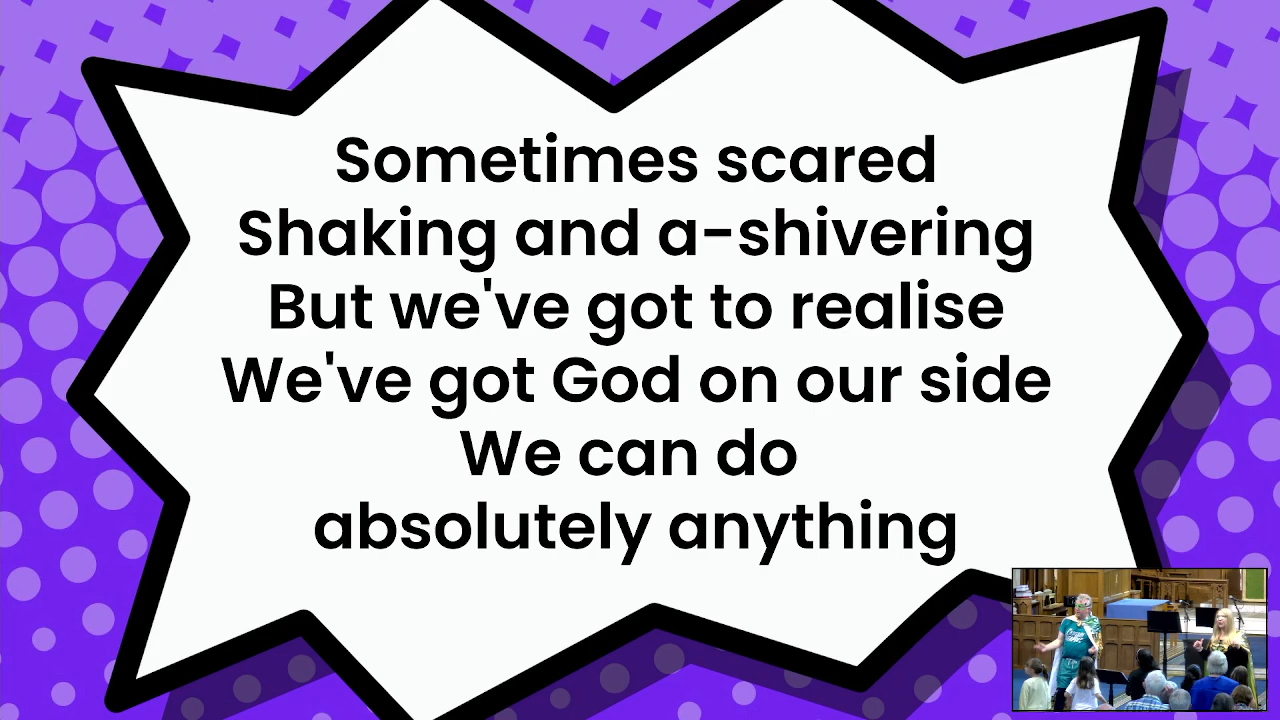 Sometimes scared
Shaking and a-shivering
But we've got to realise
We've got God on our side
We can do
absolutely anything